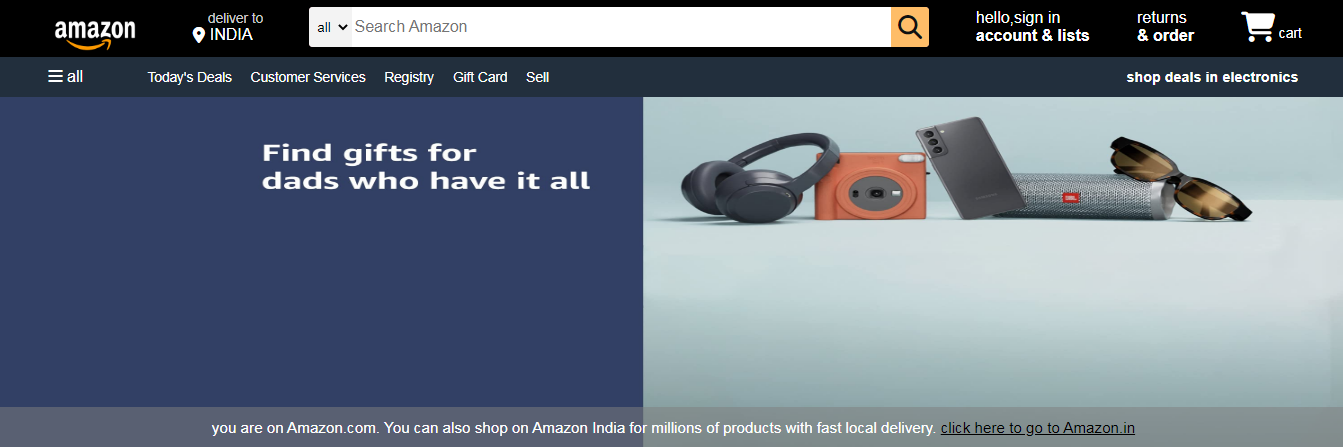 amazon
deliver to
INDIA
all
Search Amazon
hello,sign in
account & lists
returns
& order
cart
all
Today's Deals
Customer Services
Registry
Gift Card
Sell
shop deals in electronics
Find gifts for
dads who have it all
JBL
you are on Amazon.com. You can also shop on Amazon India for millions of products with fast local delivery. click here to go to Amazon.in